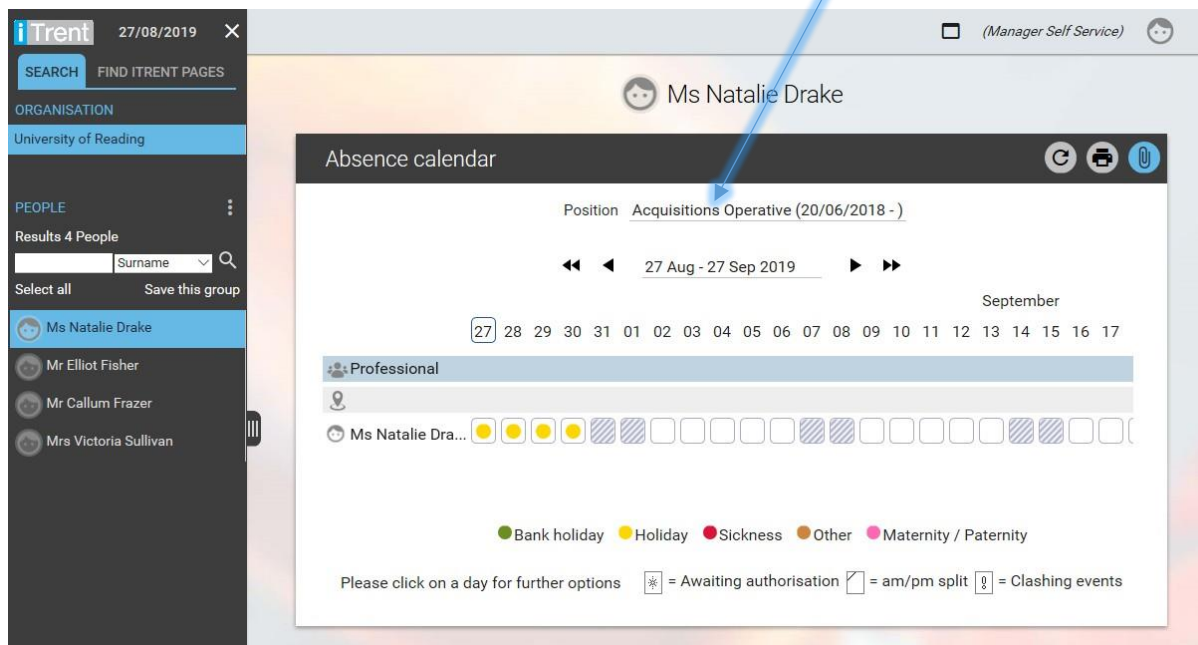 iTrent 27/08/2019
(Manager Self Service)
SEARCH FIND ITRENT PAGES
ORGANISATION
University of Reading
PEOPLE
Results 4 People
Surname
Select all Save this group
Ms Natalie Drake
Mr Elliot Fisher
Mr Callum Frazer
Mrs Victoria Sullivan
Ms Natalie Drake
Absence calendar
Position Acquisitions Operative (20/06/2018 - )
27 Aug - 27 Sep 2019
September
27 28 29 30 31 01 02 03 04 05 06 07 08 09 10 11 12 13 14 15 16 17
Professional
Ms Natalie Dra...
Bank holiday Holiday Sickness Other Maternity / Paternity
Please click on a day for further options = Awaiting authorisation = am/pm split = Clashing events